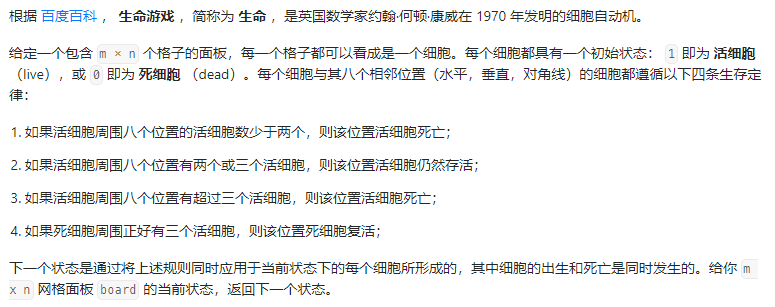 根据 百度百科 ， 生命游戏 ，简称为 生命 ，是英国数学家约翰·何顿·康威在 1970 年发明的细胞自动机。
给定一个包含 m × n 个格子的面板，每一个格子都可以看成是一个细胞。每个细胞都具有一个初始状态： 1 即为 活细胞
（live），或 0 即为 死细胞 （dead）。每个细胞与其八个相邻位置（水平，垂直，对角线）的细胞都遵循以下四条生存定
律：
1. 如果活细胞周围八个位置的活细胞数少于两个，则该位置活细胞死亡；
2. 如果活细胞周围八个位置有两个或三个活细胞，则该位置活细胞仍然存活；
3. 如果活细胞周围八个位置有超过三个活细胞，则该位置活细胞死亡；
4. 如果死细胞周围正好有三个活细胞，则该位置死细胞复活；
下一个状态是通过将上述规则同时应用于当前状态下的每个细胞所形成的，其中细胞的出生和死亡是同时发生的。给你 m
x n 网格面板 board 的当前状态，返回下一个状态。